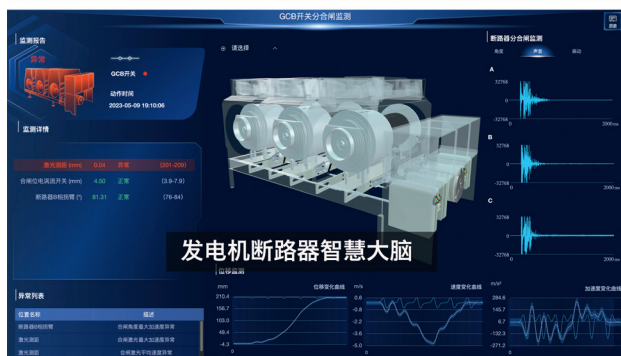 GCB开关分合闸监测
监测报告
异常
GCB开关
动作时间
2023-05-09 19:10:06
请选择
断路器分合闸监测
角度 声音 振动
A
32768
0
-32768
0 2000ms
B
32768
0
-32768
0 2000ms
C
32768
0
-32768
0 2000ms
监测详情
激光测距 (mm) 0.04 异常 (201-209)
合闸位电涡流开关 (mm) 4.50 正常 (3.9-7.9)
断路器B相拐臂 (°) 81.31 正常 (76-84)
发电机断路器智慧大脑
异常列表
位置名称 描述
断路器B相拐臂 合闸角度最大加速度异常
激光测距 合闸激光最大加速度异常
激光测距 位闸激光平均速度异常
位移监测
mm 位移变化曲线
210.4
156.7
103.0
49.4
-4.3
0
m/s 速度变化曲线
0.6
-0.8
-2.2
-3.6
-5.0
0
m/s² 加速度变化曲线
284.6
145.7
6.7
-132.3
-271.2
0